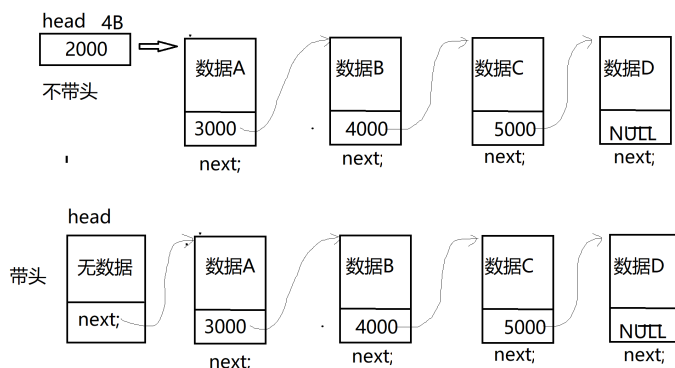 head 4B
2000
不带头
数据A
数据B
数据C
数据D
3000
4000
5000
NULL
next;
next;
next;
next;
head
带头
无数据
数据A
数据B
数据C
数据D
next;
3000
4000
5000
NULL
next;
next;
next;
next;